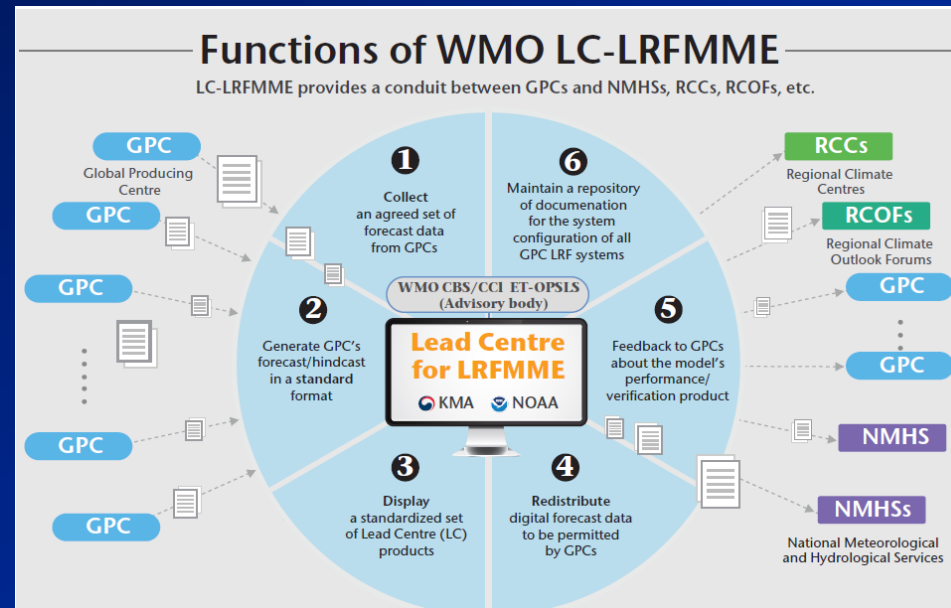 Functions of WMO LC-LRFMME
LC-LRFMME provides a conduit between GPCs and NMHSs, RCCs, RCOFs, etc.
GPC
Global Producing
Centre
GPC
GPC
GPC
GPC
1
Collect
an agreed set of
forecast data
from GPCs
6
Maintain a repository
of documenation
for the system
configuration of all
GPC LRF systems
WMO CBS/CCl ET-OPSLS
(Advisory body)
2
Generate GPC's
forecast/hindcast
in a standard
format
Lead Centre
for LRFMME
KMA NOAA
5
Feedback to GPCs
about the model's
performance/
verification product
3
Display
a standardized set
of Lead Centre (LC)
products
4
Redistribute
digital forecast data
to be permitted
by GPCs
RCCs
Regional Climate
Centres
RCOFs
Regional Climate
Outlook Forums
GPC
GPC
NMHS
NMHSs
National Meteorological
and Hydrological Services